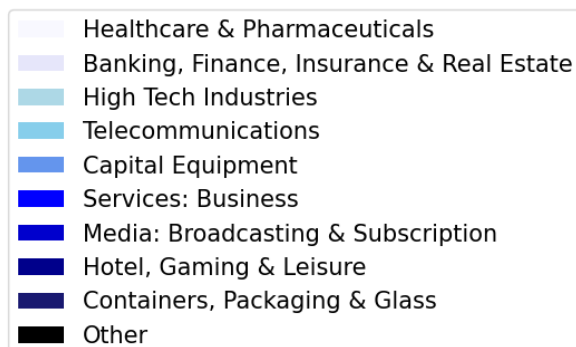 Healthcare & Pharmaceuticals
Banking, Finance, Insurance & Real Estate
High Tech Industries
Telecommunications
Capital Equipment
Services: Business
Media: Broadcasting & Subscription
Hotel, Gaming & Leisure
Containers, Packaging & Glass
Other